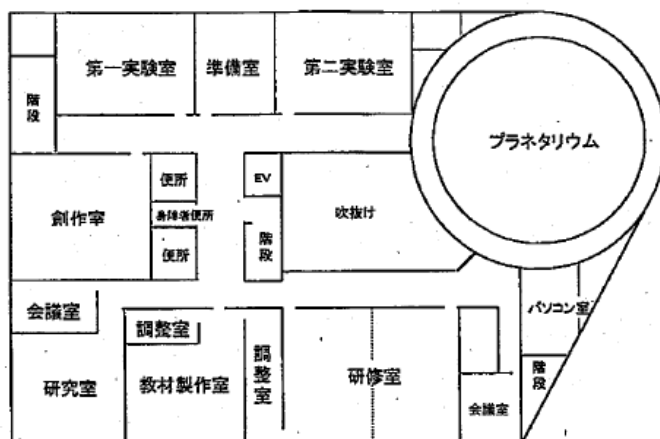 第一実験室
準備室
第二実験室
階段
プラネタリウム
便所
EV
創作室
身障者便所
吹抜け
便所
階段
会議室
パソコン室
調整室
調整室
研究室
教材製作室
研修室
階段
会議室